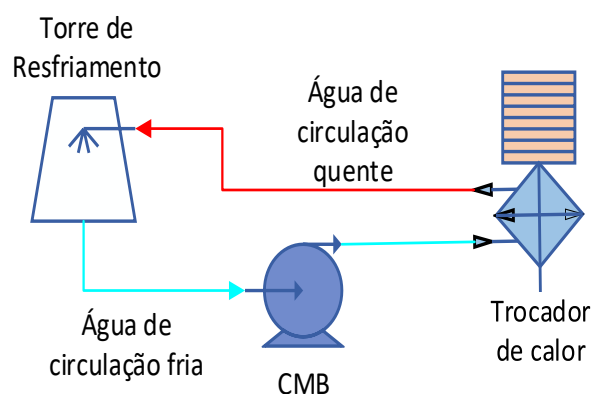 Torre de
Resfriamento
Água de
circulação
quente
Água de
circulação fria
CMB
Trocador
de calor